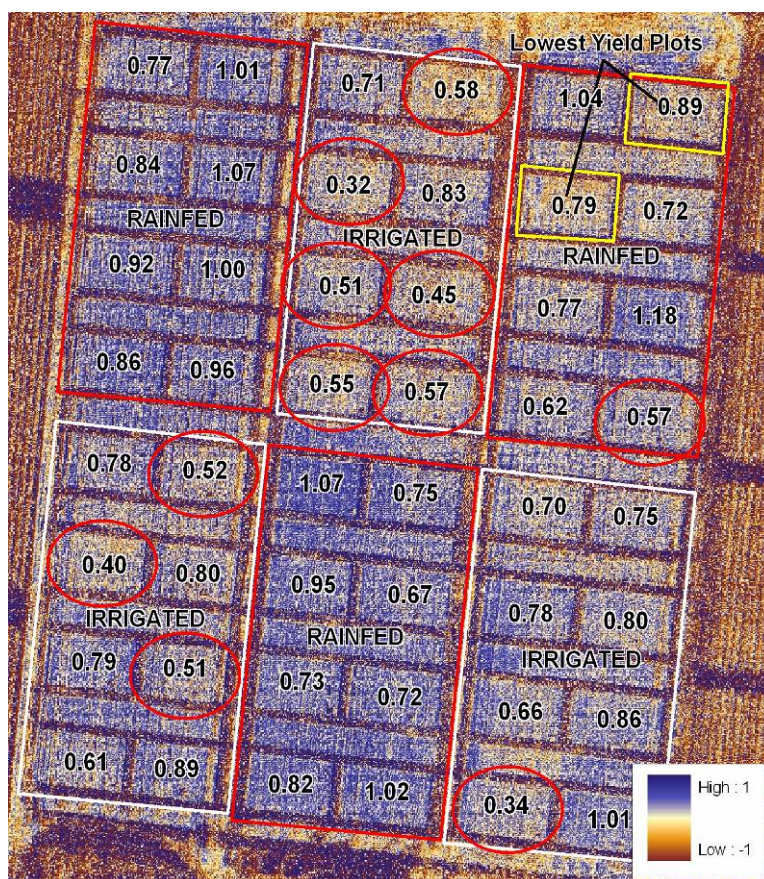 Lowest Yield Plots
0.77 1.01
0.71 0.58
1.04 0.89
0.84 1.07
0.32 0.83
0.79 0.72
RAINFED
IRRIGATED
RAINFED
0.92 1.00
0.51 0.45
0.77 1.18
0.86 0.96
0.55 0.57
0.62 0.57
0.78 0.52
1.07 0.75
0.70 0.75
0.40 0.80
0.95 0.67
0.78 0.80
IRRIGATED
RAINFED
IRRIGATED
0.79 0.51
0.73 0.72
0.66 0.86
0.61 0.89
0.82 1.02
0.34 1.01
High : 1
Low : -1